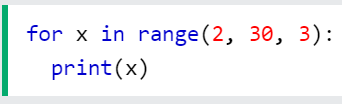 for x in range(2, 30, 3):
  print(x)